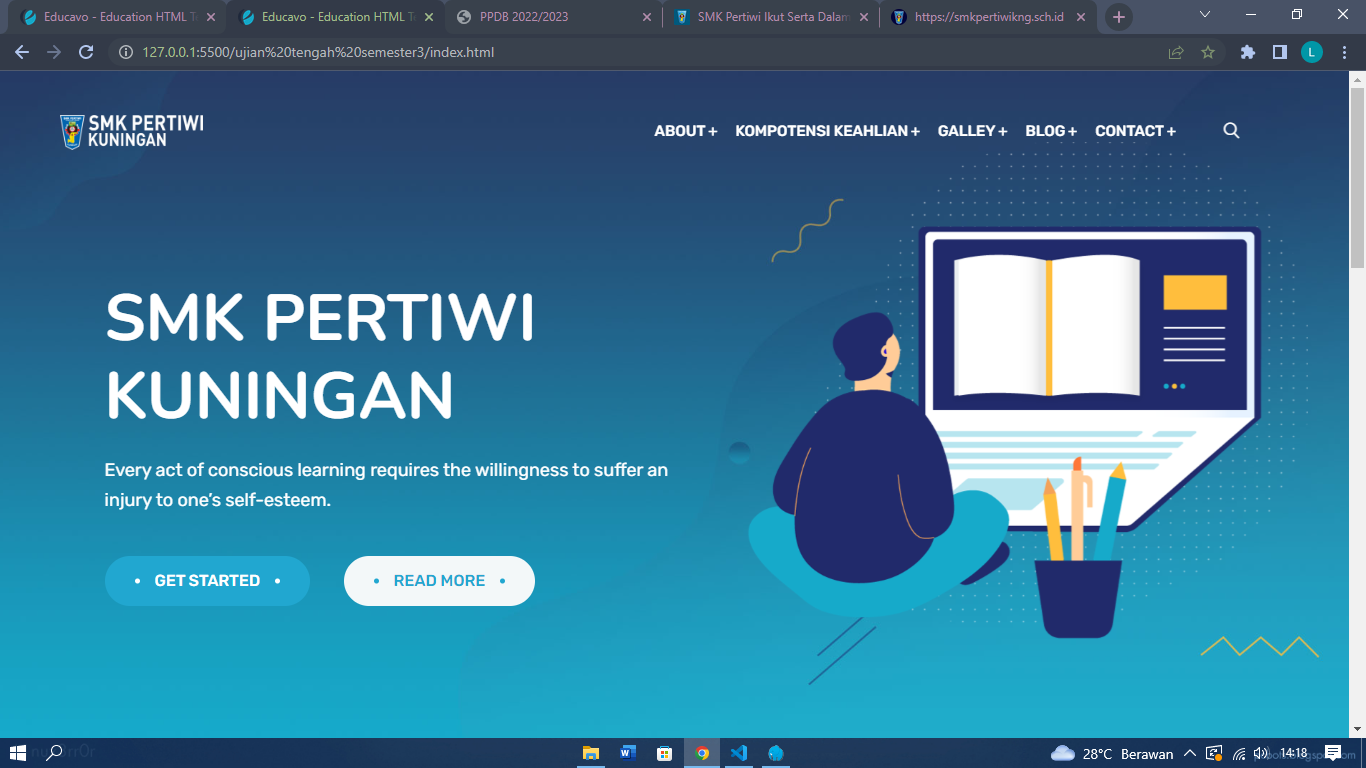 Educavo - Education HTML T
Educavo - Education HTML T
PPDB 2022/2023
SMK Pertiwi Ikut Serta Dalam
https://smkpertiwikng.sch.id
127.0.0.1:5500/ujian%20tengah%20semester3/index.html
L
SMK PERTIWI
KUNINGAN
ABOUT + KOMPOTENSI KEAHLIAN + GALLEY + BLOG + CONTACT +
SMK PERTIWI
KUNINGAN
Every act of conscious learning requires the willingness to suffer an
injury to one's self-esteem.
GET STARTED
READ MORE
28°C Berawan
14:18